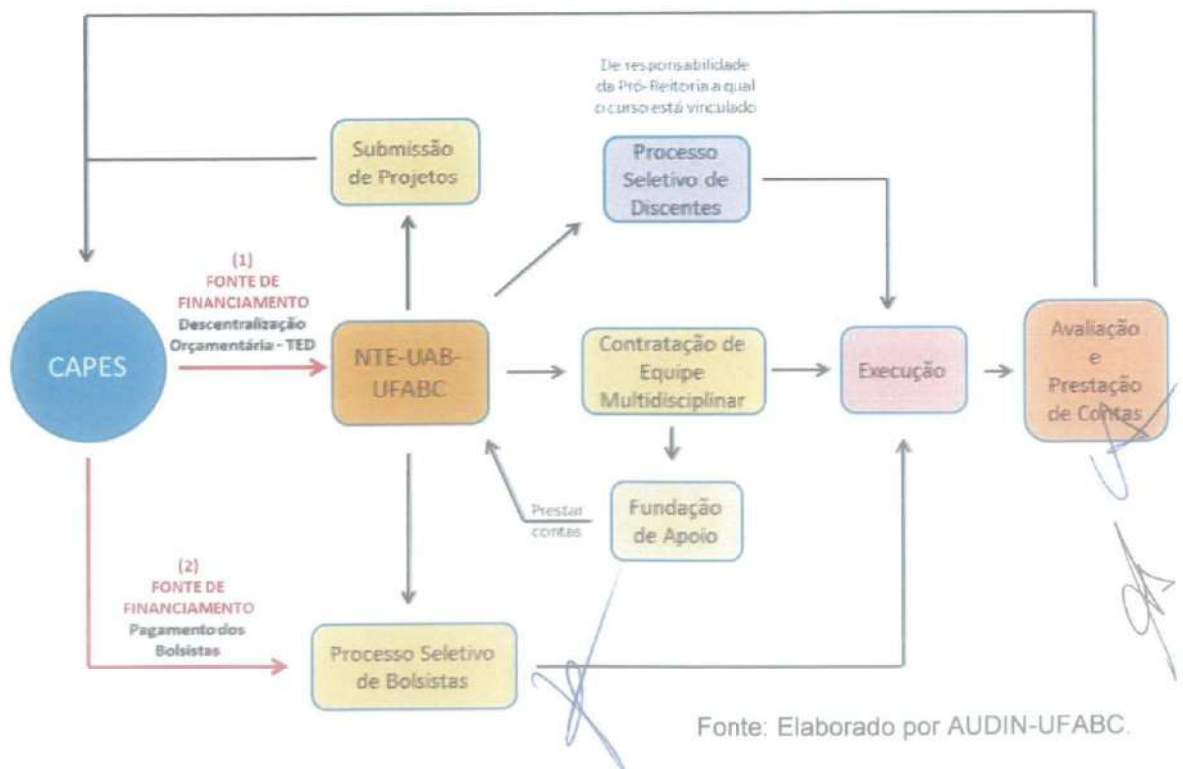 De responsabilidade
da Pró-Reitoria a qual
o curso está vinculado
Submissão
de Projetos
Processo
Seletivo de
Discentes
(1)
FONTE DE
FINANCIAMENTO
Descentralização
Orçamentária - TED
CAPES
NTE-UAB-
UFABC
Contratação de
Equipe
Multidisciplinar
Execução
Avaliação
e
Prestação
de Contas
Prestar
contas
Fundação
de Apoio
(2)
FONTE DE
FINANCIAMENTO
Pagamento dos
Bolsistas
Processo Seletivo
de Bolsistas
Fonte: Elaborado por AUDIN-UFABC.